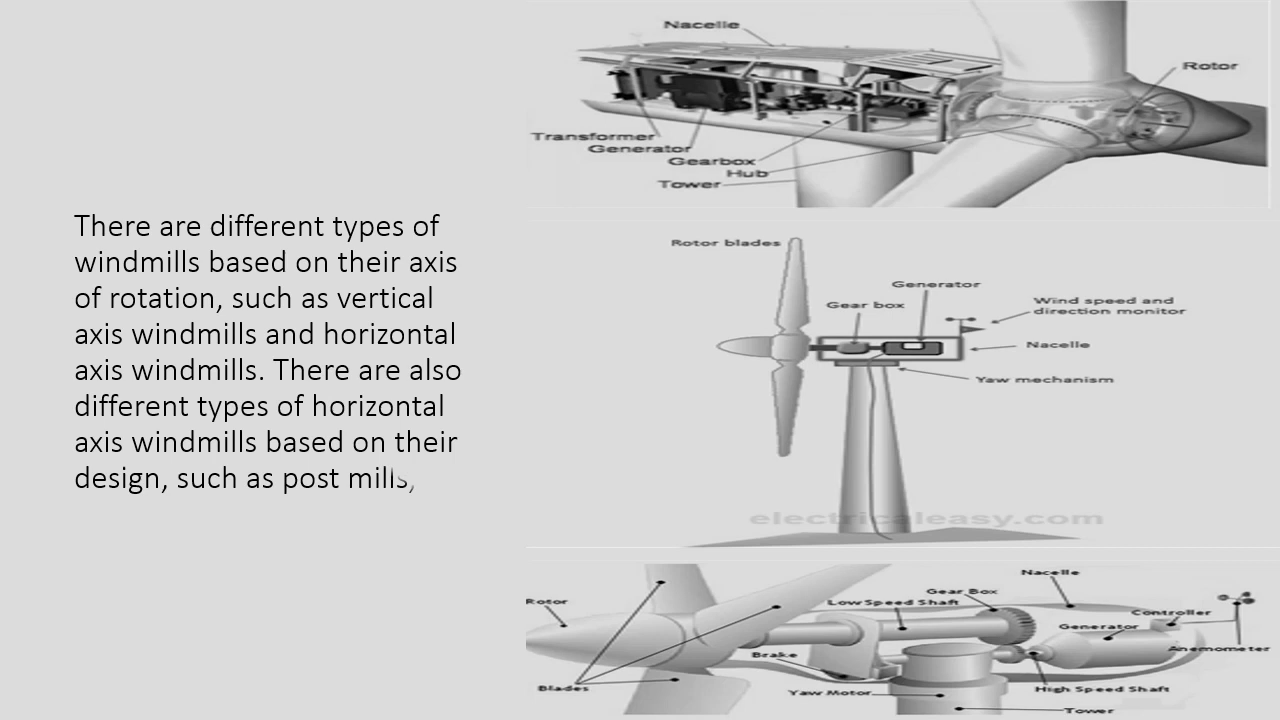 There are different types of
windmills based on their axis
of rotation, such as vertical
axis windmills and horizontal
axis windmills. There are also
different types of horizontal
axis windmills based on their
design, such as post mills,
Nacelle
Rotor
Transformer
Generator
Gearbox
Hub
Tower
Rotor blades
Generator
Gear box
Wind speed and
direction monitor
Nacelle
Yaw mechanism
electricaleasy.com
Nacelle
Gear Box
Rotor
Low Speed Shaft
Controller
Generator
Anemometer
Brake
Blades
Yaw Motor
High Speed Shaft
Tower